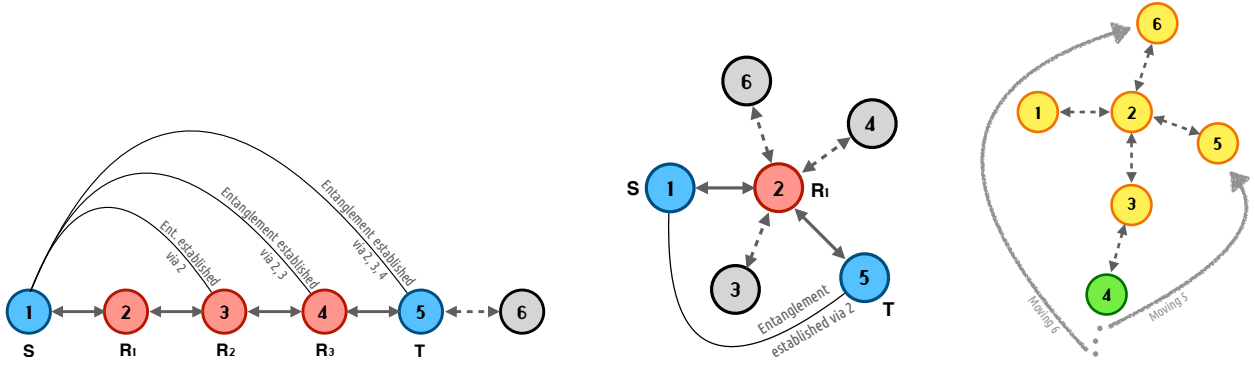 Ent. established
via 2
Entanglement established
via 2, 3
Entanglement established
via 2, 3, 4
1
2
3
4
5
6
S
R1
R2
R3
T
6
4
S
1
2
R1
3
5
T
Entanglement
established via 2
6
1
2
5
3
4
Moving 6
Moving 5